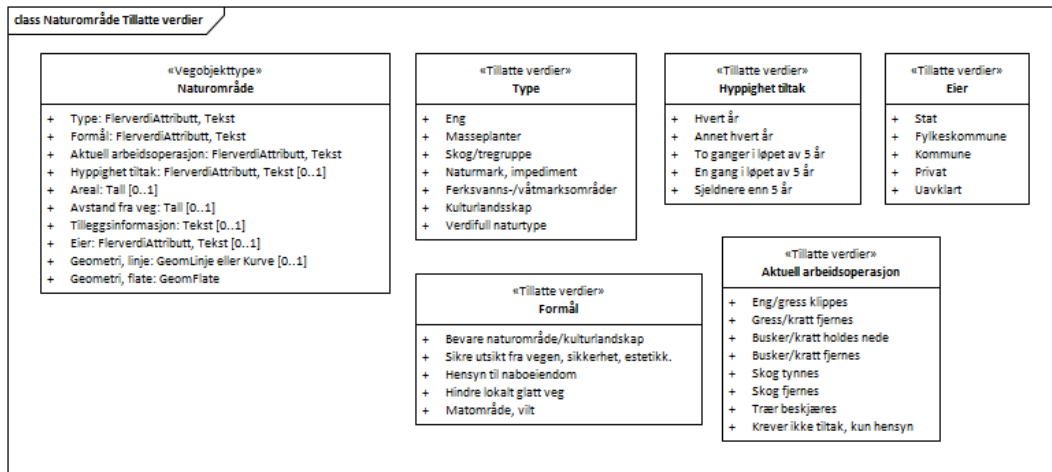 class Naturområde Tillatte verdier
«Vegobjekttype»
Naturområde
+ Type: FlerverdiAttributt, Tekst
+ Formål: FlerverdiAttributt, Tekst
+ Aktuell arbeidsoperasjon: FlerverdiAttributt, Tekst
+ Hyppighet tiltak: FlerverdiAttributt, Tekst [0..1]
+ Areal: Tall [0..1]
+ Avstand fra veg: Tall [0..1]
+ Tilleggsinformasjon: Tekst [0..1]
+ Eier: FlerverdiAttributt, Tekst [0..1]
+ Geometri, linje: GeomLinje eller Kurve [0..1]
+ Geometri, flate: GeomFlate
«Tillatte verdier»
Type
+ Eng
+ Masseplanter
+ Skog/tregruppe
+ Naturmark, impediment
+ Ferksvanns-/våtmarksområder
+ Kulturlandsskap
+ Verdifull naturtype
«Tillatte verdier»
Hyppighet tiltak
+ Hvert år
+ Annet hvert år
+ To ganger i løpet av 5 år
+ En gang i løpet av 5 år
+ Sjeldnere enn 5 år
«Tillatte verdier»
Eier
+ Stat
+ Fylkeskommune
+ Kommune
+ Privat
+ Uavklart
«Tillatte verdier»
Formål
+ Bevare naturområde/kulturlandskap
+ Sikre utsikt fra vegen, sikkerhet, estetikk.
+ Hensyn til naboeiendom
+ Hindre lokalt glatt veg
+ Matområde, vilt
«Tillatte verdier»
Aktuell arbeidsoperasjon
+ Eng/gress klippes
+ Gress/kratt fjernes
+ Busker/kratt holdes nede
+ Busker/kratt fjernes
+ Skog tynnes
+ Skog fjernes
+ Trær beskjæres
+ Krever ikke tiltak, kun hensyn